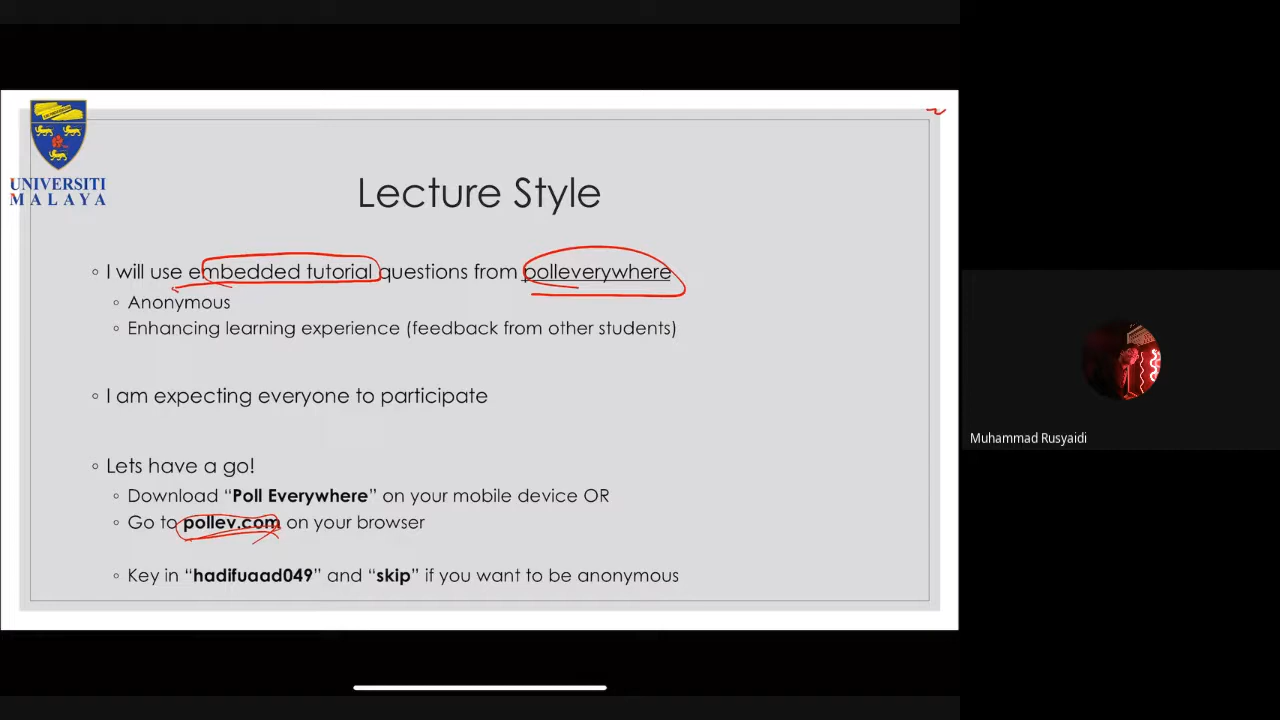 UNIVERSITI
MALAYA
Lecture Style
I will use embedded tutorial questions from polleverywhere
Anonymous
Enhancing learning experience (feedback from other students)
I am expecting everyone to participate
Lets have a go!
Download “Poll Everywhere” on your mobile device OR
Go to pollev.com on your browser
Key in “hadifuaad049” and “skip” if you want to be anonymous
Muhammad Rusyaidi